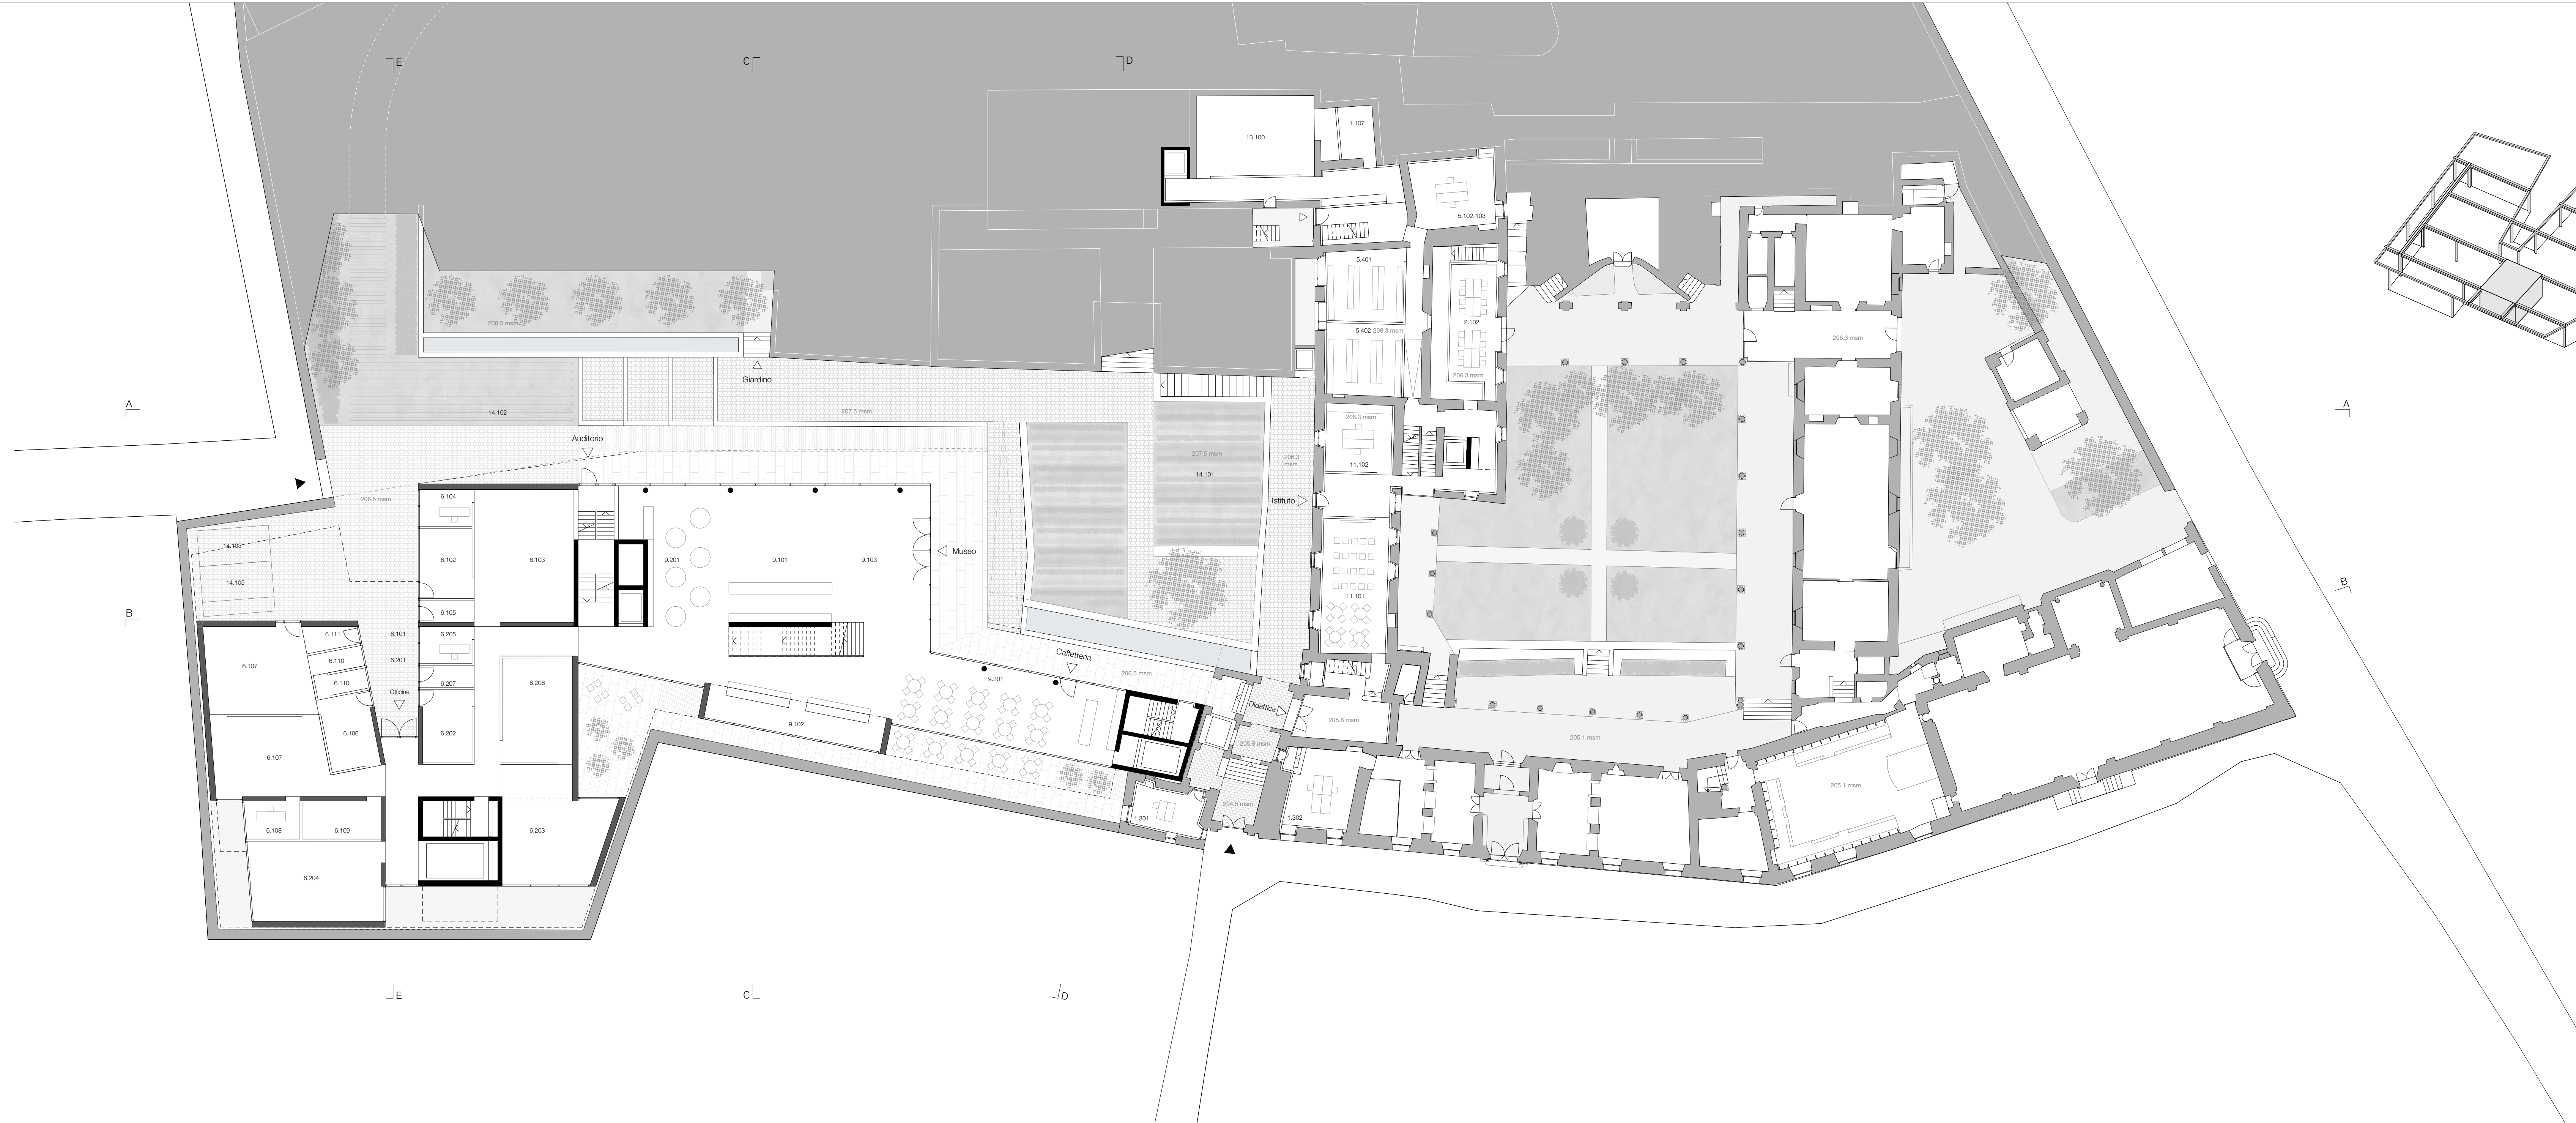 E
C
D
13.100
1.107
5.102-103
5.401
5.402 206.3 msm
2.102
206.3 msm
208.5 msm
206.3 msm
Giardino
A
A
14.102
207.5 msm
206.3 msm
Auditorio
207.5 msm
14.101
206.3
msm
11.102
206.5 msm
6.104
Istituto
14.103
6.102
6.103
9.201
9.101
9.103
Museo
14.105
B
B
6.105
11.101
6.111
6.101
6.205
6.107
6.110
6.201
6.110
6.207
6.206
Caffetteria
206.5 msm
9.301
Officine
Didattica
9.102
6.106
6.202
205.8 msm
205.8 msm
205.1 msm
6.107
205.1 msm
204.6 msm
1.301
1.302
6.108
6.109
6.203
6.204
E
C
D